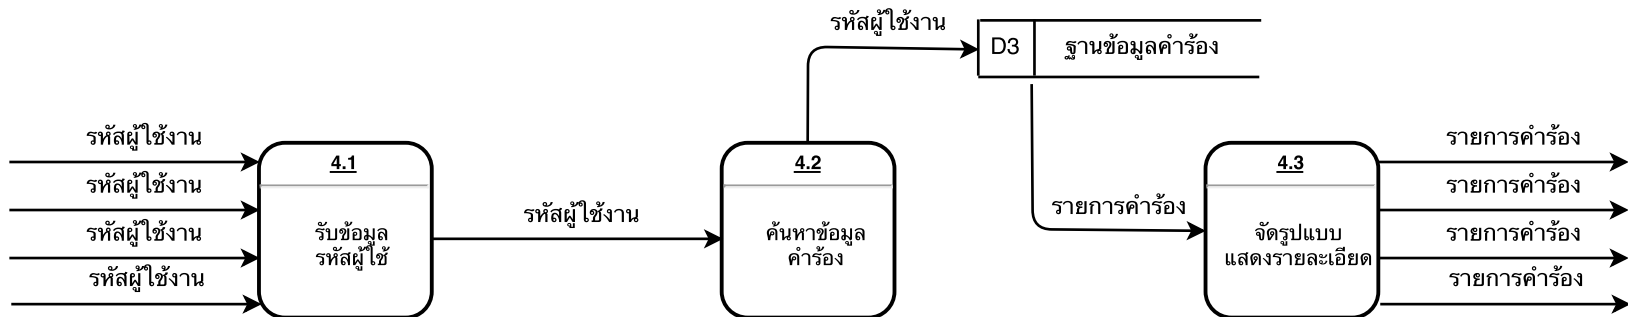 รหัสผู้ใช้งาน
D3 ฐานข้อมูลคำร้อง
รหัสผู้ใช้งาน
รหัสผู้ใช้งาน
รหัสผู้ใช้งาน
รหัสผู้ใช้งาน
4.1
รับข้อมูล
รหัสผู้ใช้
รหัสผู้ใช้งาน
4.2
ค้นหาข้อมูล
คำร้อง
รายการคำร้อง
4.3
จัดรูปแบบ
แสดงรายละเอียด
รายการคำร้อง
รายการคำร้อง
รายการคำร้อง
รายการคำร้อง